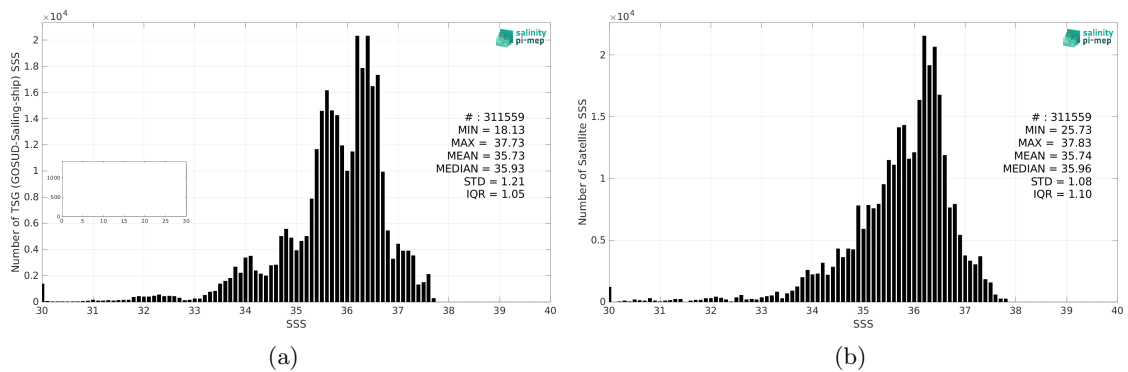 ×10⁴
2
1.8
1.6
1.4
1.2
1
0.8
0.6
0.4
0.2
0
Number of TSG (GOSUD-Sailing-ship) SSS
salinity
pi-mep
# : 311559
MIN = 18.13
MAX = 37.73
MEAN = 35.73
MEDIAN = 35.93
STD = 1.21
IQR = 1.05
1000
500
0
0 5 10 15 20 25 30
30 31 32 33 34 35 36 37 38 39 40
SSS
(a)
×10⁴
2
1.5
1
0.5
0
Number of Satellite SSS
salinity
pi-mep
# : 311559
MIN = 25.73
MAX = 37.83
MEAN = 35.74
MEDIAN = 35.96
STD = 1.08
IQR = 1.10
30 31 32 33 34 35 36 37 38 39 40
SSS
(b)